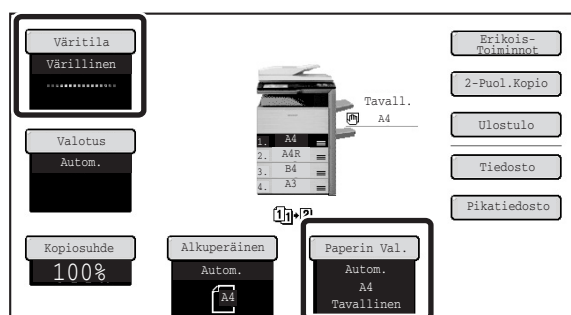 Väritila
Värillinen
Valotus
Autom.
Kopiosuhde
100%
Tavall.
A4
1. A4
2. A4R
3. B4
4. A3
Alkuperäinen
Autom.
A4
Paperin Val.
Autom.
A4
Tavallinen
Erikois-
Toiminnot
2-Puol.Kopio
Ulostulo
Tiedosto
Pikatiedosto